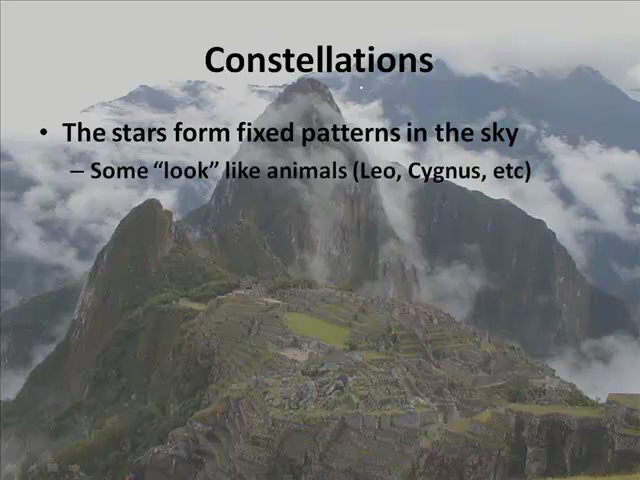 Constellations
• The stars form fixed patterns in the sky
– Some “look” like animals (Leo, Cygnus, etc)